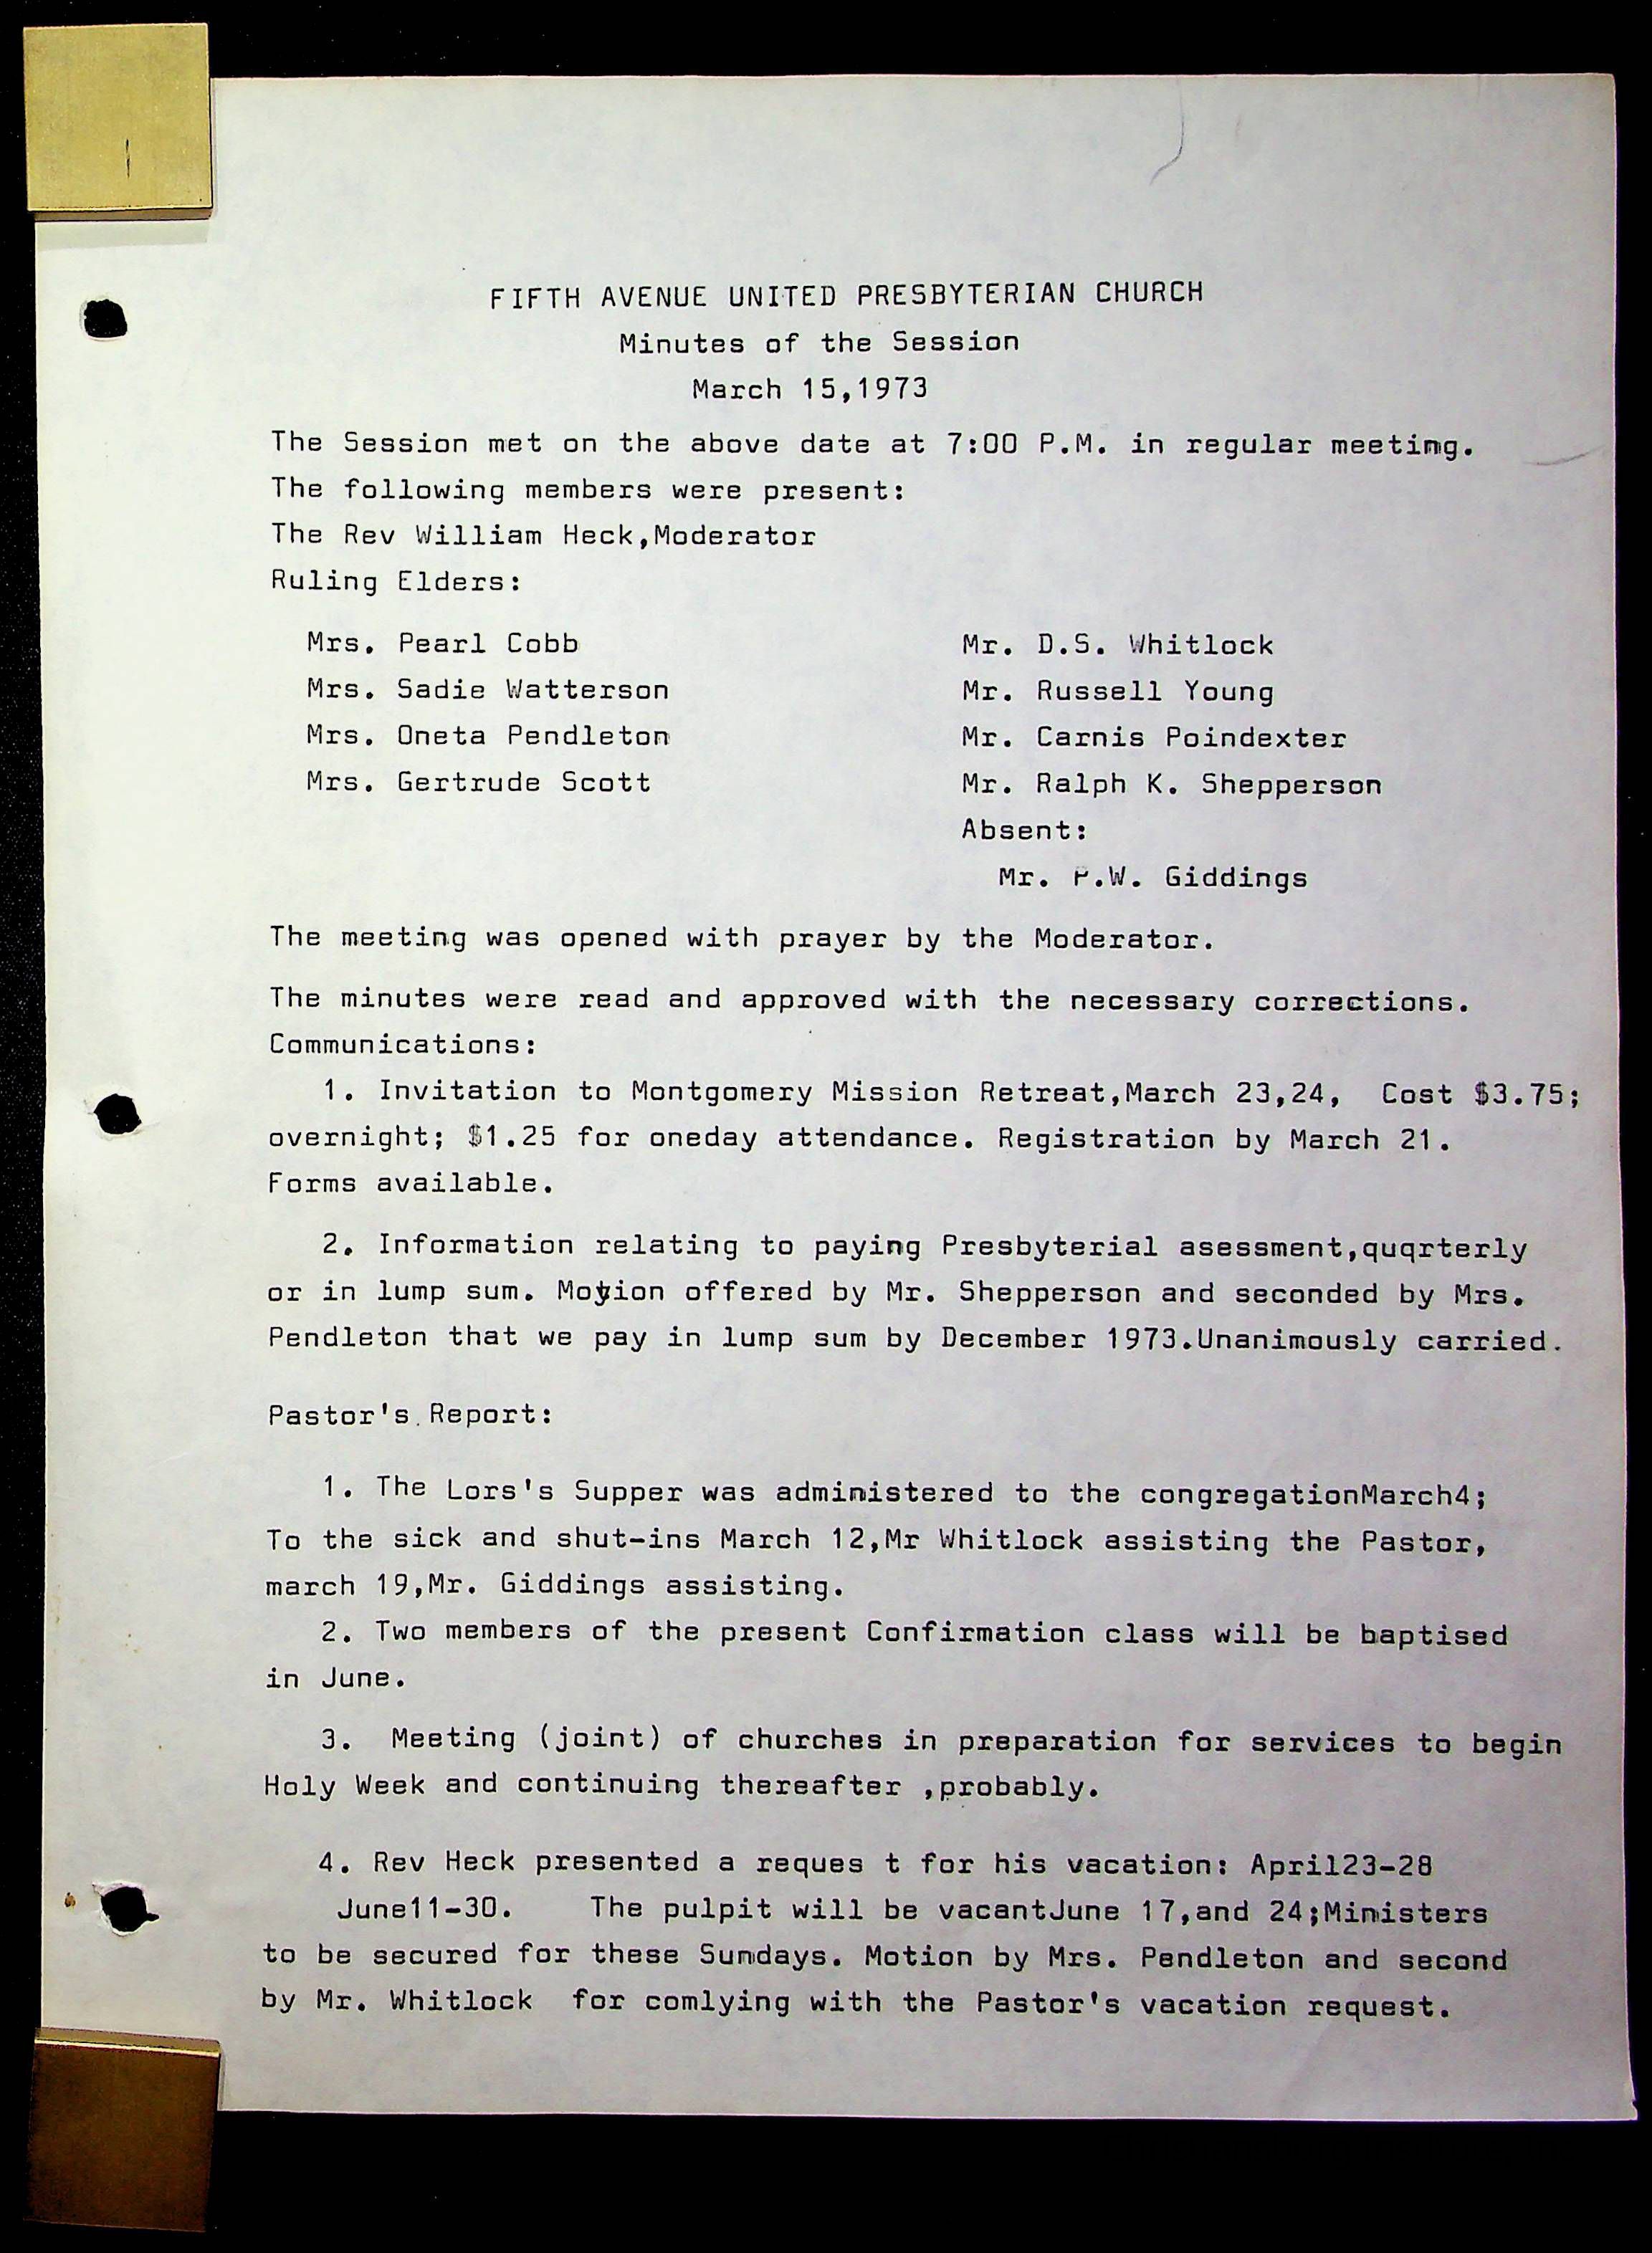 FIFTH AVENUE UNITED PRESBYTERIAN CHURCH
Minutes of the Session
March 15,1973
The Session met on the above date at 7:00 P.M. in regular meeting.
The following members were present:
The Rev William Heck,Moderator
Ruling Elders:
Mrs. Pearl Cobb
Mrs. Sadie Watterson
Mrs. Oneta Pendleton
Mrs. Gertrude Scott
Mr. D.S. Whitlock
Mr. Russell Young
Mr. Carnis Poindexter
Mr. Ralph K. Shepperson
Absent:
Mr. P.W. Giddings
The meeting was opened with prayer by the Moderator.
The minutes were read and approved with the necessary corrections.
Communications:
1. Invitation to Montgomery Mission Retreat,March 23,24, Cost $3.75;
overnight; $1.25 for oneday attendance. Registration by March 21.
Forms available.
2. Information relating to paying Presbyterial asessment,quqrterly
or in lump sum. Motion offered by Mr. Shepperson and seconded by Mrs.
Pendleton that we pay in lump sum by December 1973.Unanimously carried.
Pastor's Report:
1. The Lors's Supper was administered to the congregationMarch4;
To the sick and shut-ins March 12,Mr Whitlock assisting the Pastor,
march 19,Mr. Giddings assisting.
2. Two members of the present Confirmation class will be baptised
in June.
3. Meeting (joint) of churches in preparation for services to begin
Holy Week and continuing thereafter ,probably.
4. Rev Heck presented a reques t for his vacation: April23-28
June11-30. The pulpit will be vacantJune 17,and 24;Ministers
to be secured for these Sundays. Motion by Mrs. Pendleton and second
by Mr. Whitlock for comlying with the Pastor's vacation request.